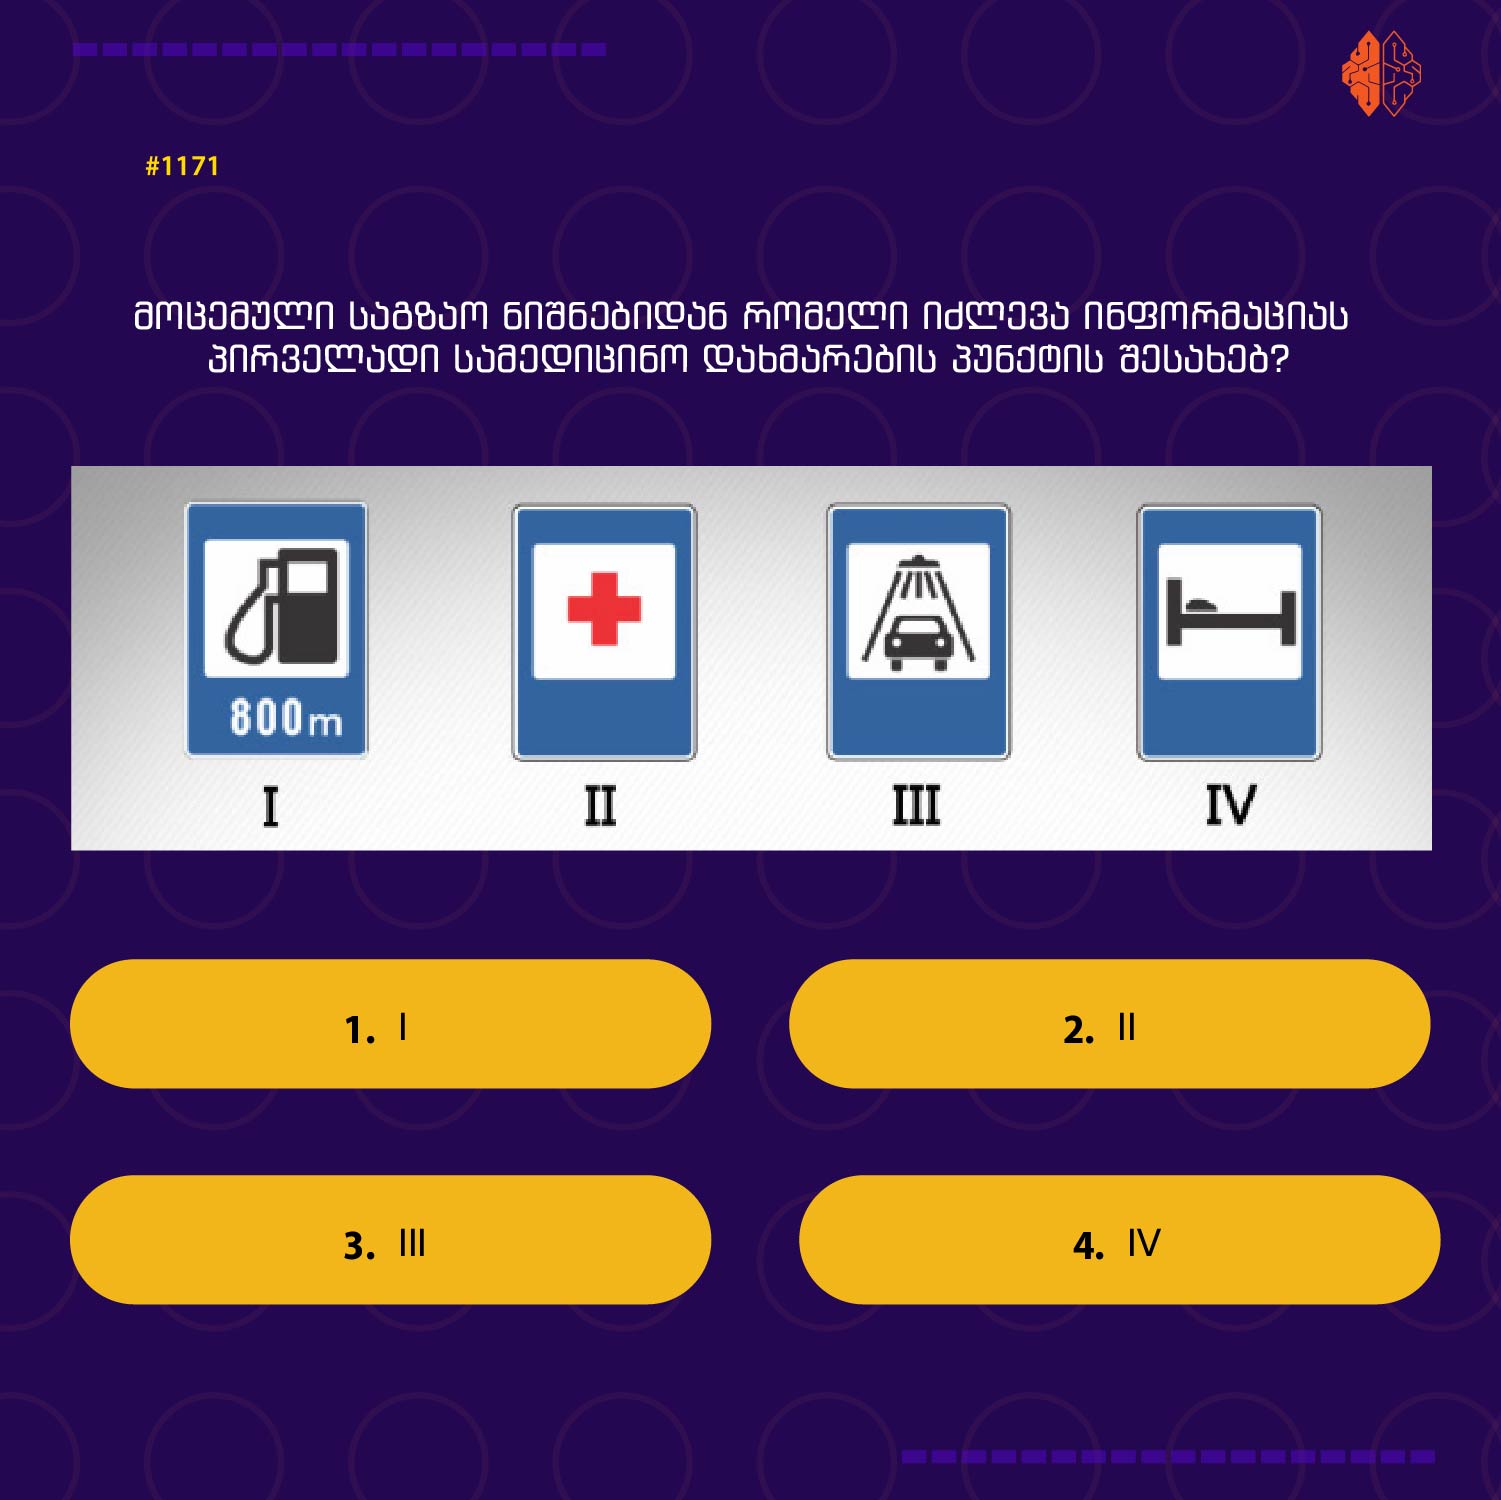 #1171
მოცემული საგზაო ნიშნებიდან რომელი იძლევა ინფორმაციას
პირველადი სამედიცინო დახმარების პუნქტის შესახებ?
800m
I II III IV
1. I
2. II
3. III
4. IV